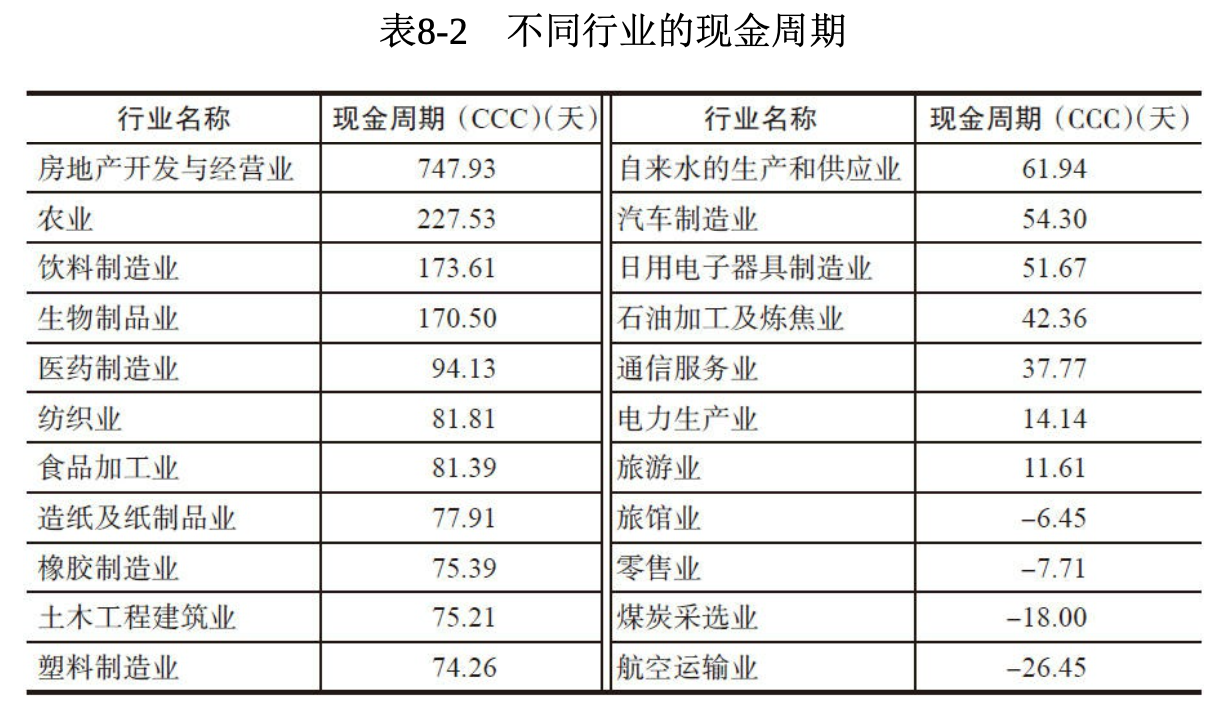 表8-2 不同行业的现金周期
行业名称 现金周期（CCC)(天) 行业名称 现金周期（CCC)(天)
房地产开发与经营业 747.93 自来水的生产和供应业 61.94
农业 227.53 汽车制造业 54.30
饮料制造业 173.61 日用电子器具制造业 51.67
生物制品业 170.50 石油加工及炼焦业 42.36
医药制造业 94.13 通信服务业 37.77
纺织业 81.81 电力生产业 14.14
食品加工业 81.39 旅游业 11.61
造纸及纸制品业 77.91 旅馆业 –6.45
橡胶制造业 75.39 零售业 –7.71
土木工程建筑业 75.21 煤炭采选业 –18.00
塑料制造业 74.26 航空运输业 –26.45